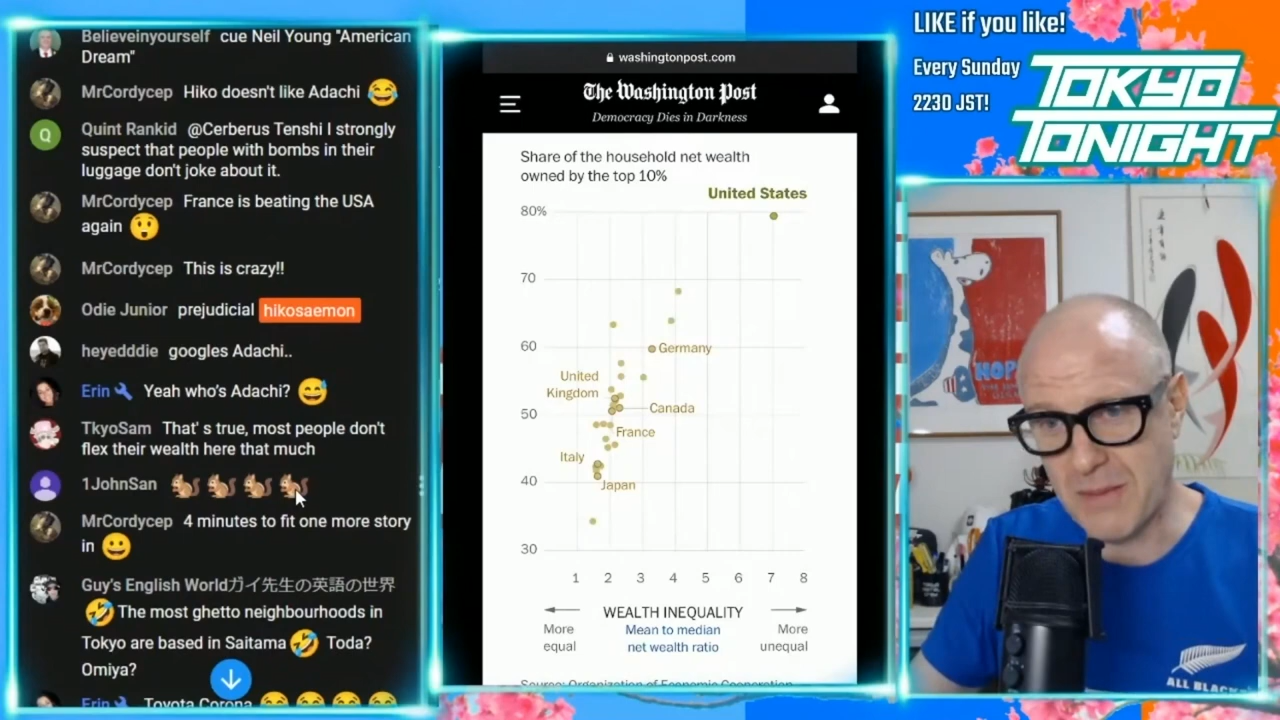 Believeinyourself cue Neil Young "American
Dream"
MrCordycep Hiko doesn't like Adachi 😂
Q
Quint Rankid @Cerberus Tenshi I strongly
suspect that people with bombs in their
luggage don't joke about it.
MrCordycep France is beating the USA
again 😲
MrCordycep This is crazy!!
Odie Junior prejudicial hikosaemon
heyedddie googles Adachi..
Erin 🔧 Yeah who's Adachi? 😅
TkyoSam That' s true, most people don't
flex their wealth here that much
1JohnSan 🐿️🐿️🐿️🐿️
MrCordycep 4 minutes to fit one more story
in 😀
Guy's English Worldガイ先生の英語の世界
🤣 The most ghetto neighbourhoods in
Tokyo are based in Saitama 🤣 Toda?
Omiya?
Erin 🔧 Toyota Corona
washingtonpost.com
The Washington Post
Democracy Dies in Darkness
Share of the household net wealth
owned by the top 10%
United States
80%
70
60
Germany
United
Kingdom
50
Canada
France
Italy
40
Japan
30
1 2 3 4 5 6 7 8
WEALTH INEQUALITY
More
equal
Mean to median
net wealth ratio
More
unequal
Source: Organization of Economic Cooperation
LIKE if you like!
Every Sunday
2230 JST!
TOKYO
TONIGHT
HOP
ALL BLACK